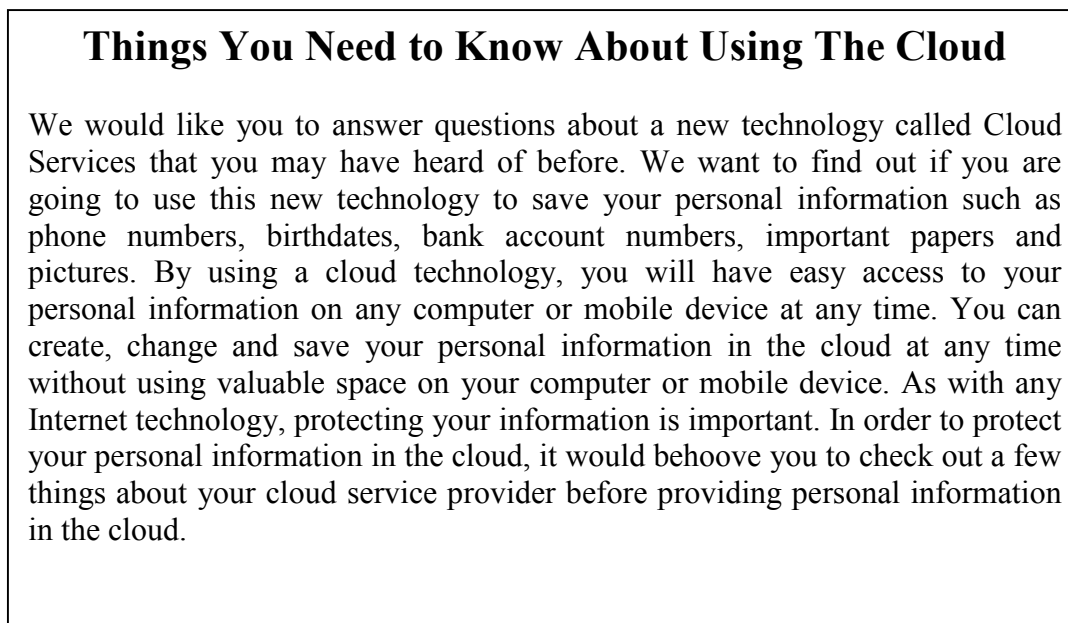 Things You Need to Know About Using The Cloud
We would like you to answer questions about a new technology called Cloud
Services that you may have heard of before. We want to find out if you are
going to use this new technology to save your personal information such as
phone numbers, birthdates, bank account numbers, important papers and
pictures. By using a cloud technology, you will have easy access to your
personal information on any computer or mobile device at any time. You can
create, change and save your personal information in the cloud at any time
without using valuable space on your computer or mobile device. As with any
Internet technology, protecting your information is important. In order to protect
your personal information in the cloud, it would behoove you to check out a few
things about your cloud service provider before providing personal information
in the cloud.